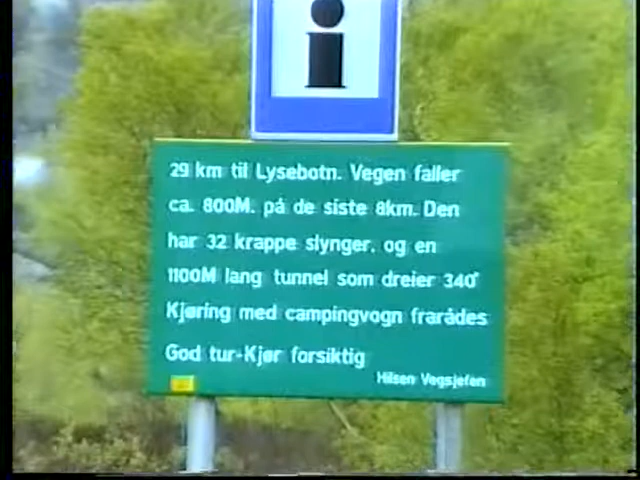 i
29 km til Lysebotn. Vegen faller
ca. 800M. på de siste 8km. Den
har 32 krappe slynger. og en
1100M lang tunnel som dreier 340°
Kjøring med campingvogn frarådes
God tur-Kjør forsiktig
Hilsen Vegsjefen